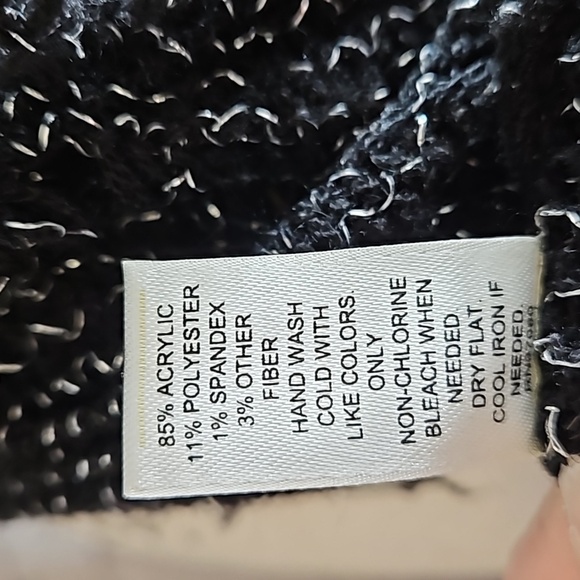 85% ACRYLIC
11% POLYESTER
1% SPANDEX
3% OTHER
FIBER
HAND WASH
COLD WITH
LIKE COLORS.
ONLY
NON-CHLORINE
BLEACH WHEN
NEEDED
DRY FLAT.
COOL IRON IF
NEEDED.